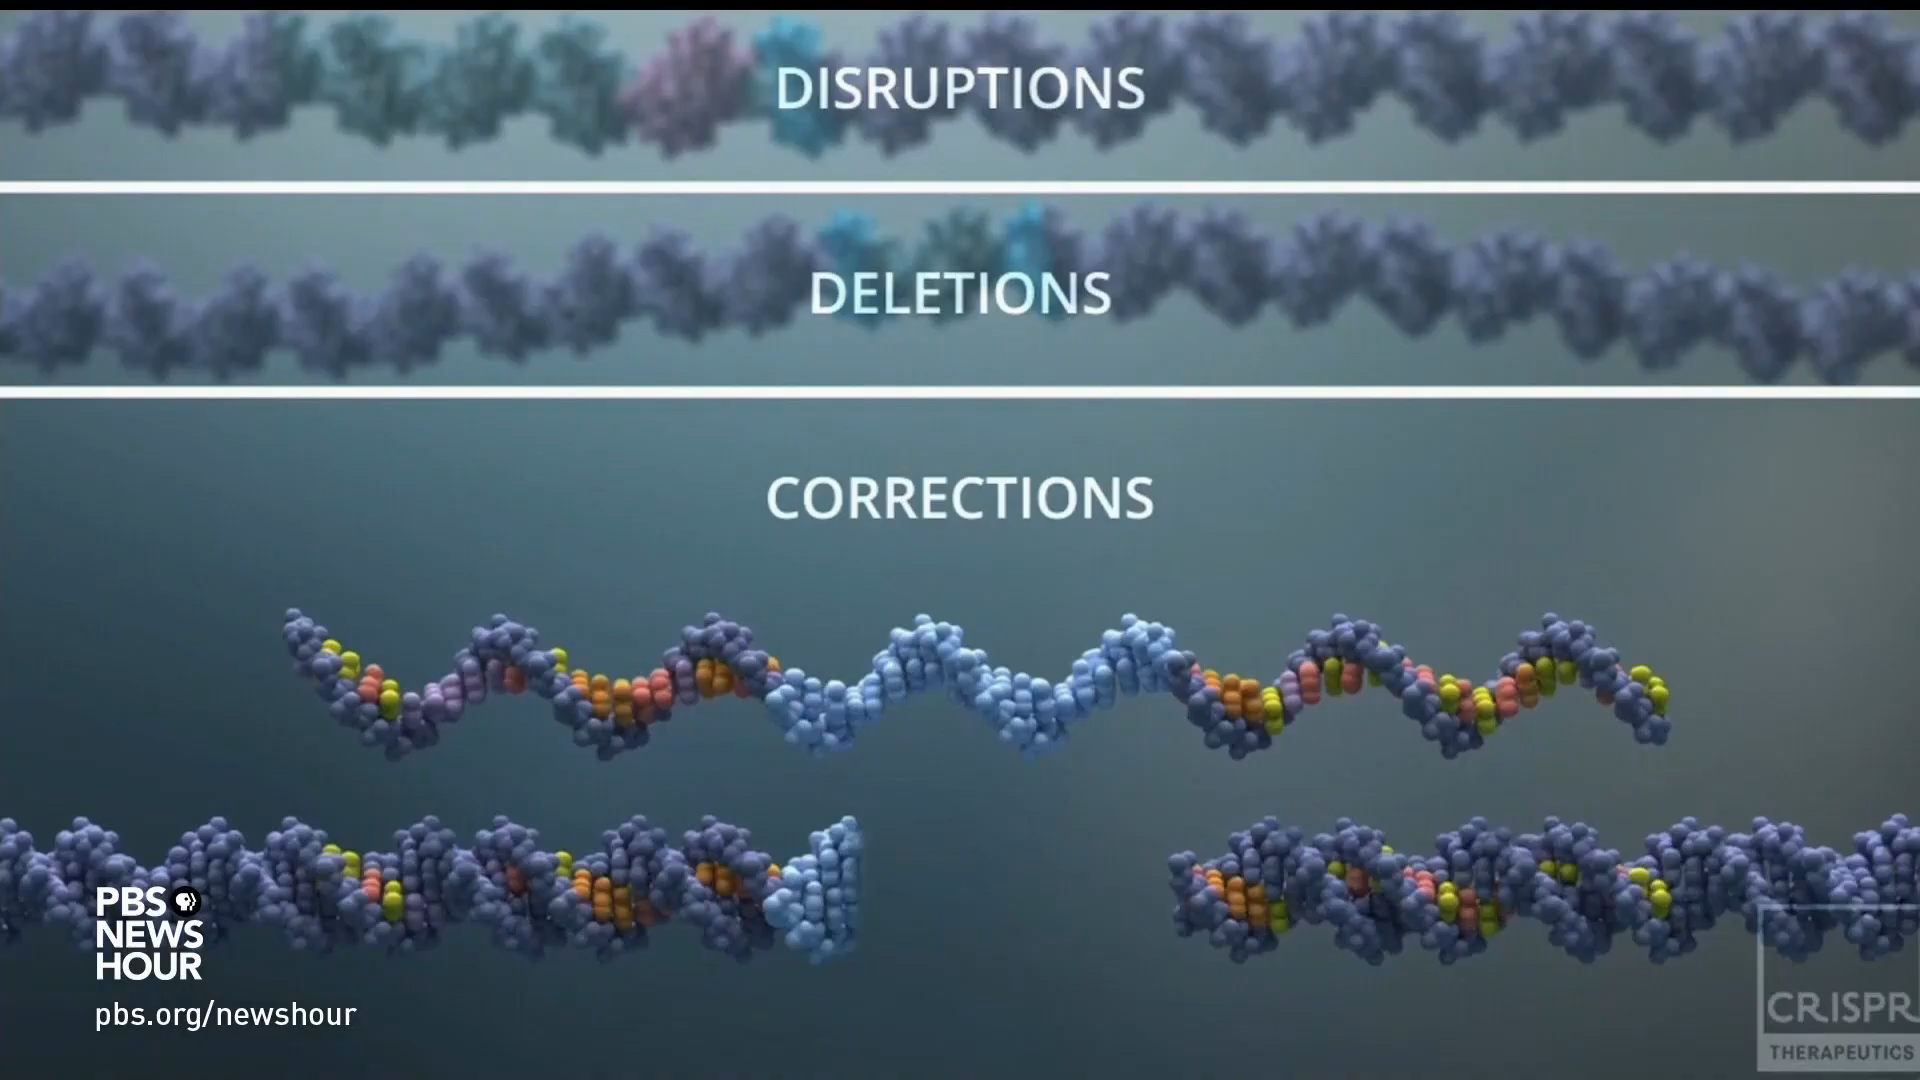 DISRUPTIONS
DELETIONS
CORRECTIONS
PBS
NEWS
HOUR
pbs.org/newshour
CRISPR
THERAPEUTICS